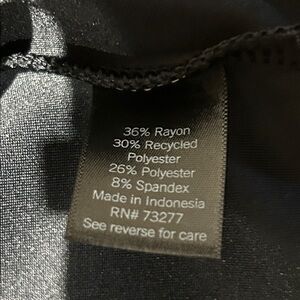 36% Rayon
30% Recycled
Polyester
26% Polyester
8% Spandex
Made in Indonesia
RN# 73277
See reverse for care